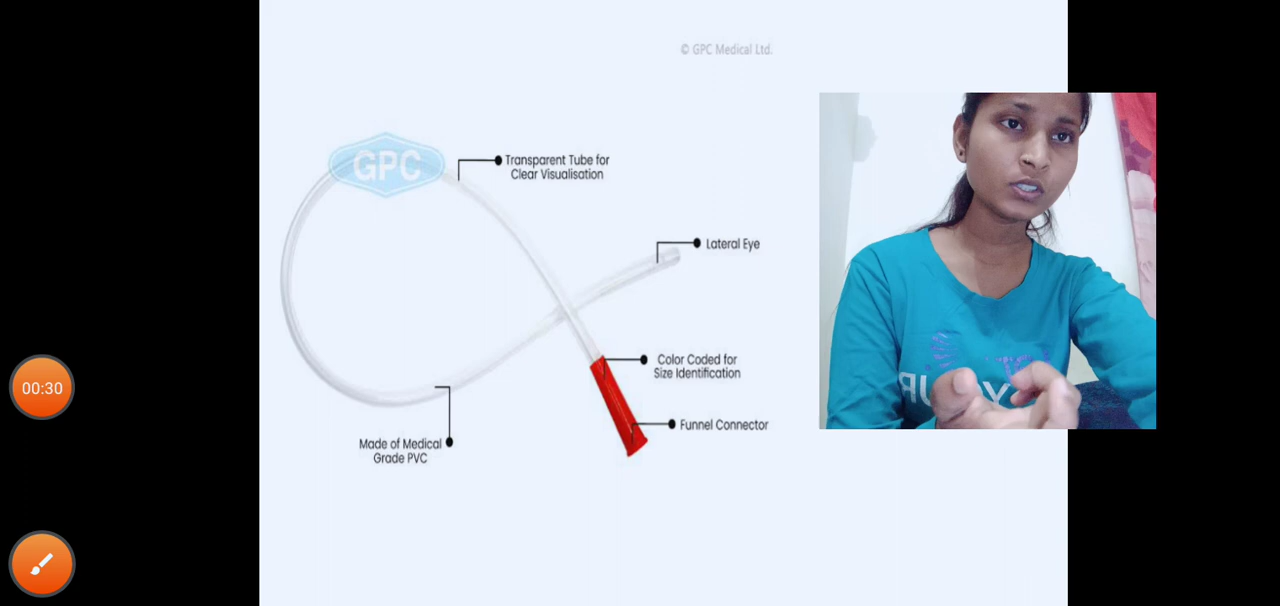 © GPC Medical Ltd.
GPC
Transparent Tube for
Clear Visualisation
Lateral Eye
Color Coded for
Size Identification
Funnel Connector
Made of Medical
Grade PVC
00:30